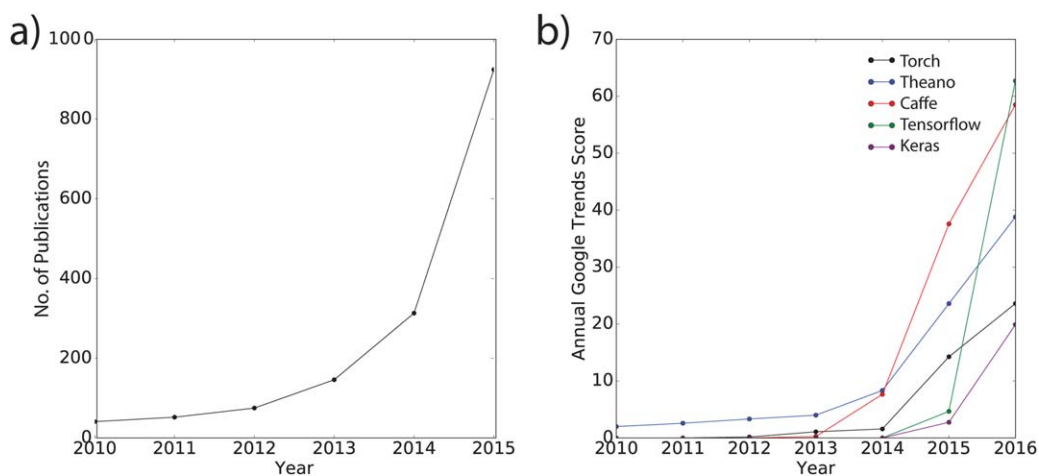 a)
1000
800
600
400
200
0
No. of Publications
2010 2011 2012 2013 2014 2015
Year
b)
70
60
50
40
30
20
10
0
Annual Google Trends Score
Torch
Theano
Caffe
Tensorflow
Keras
2010 2011 2012 2013 2014 2015 2016
Year